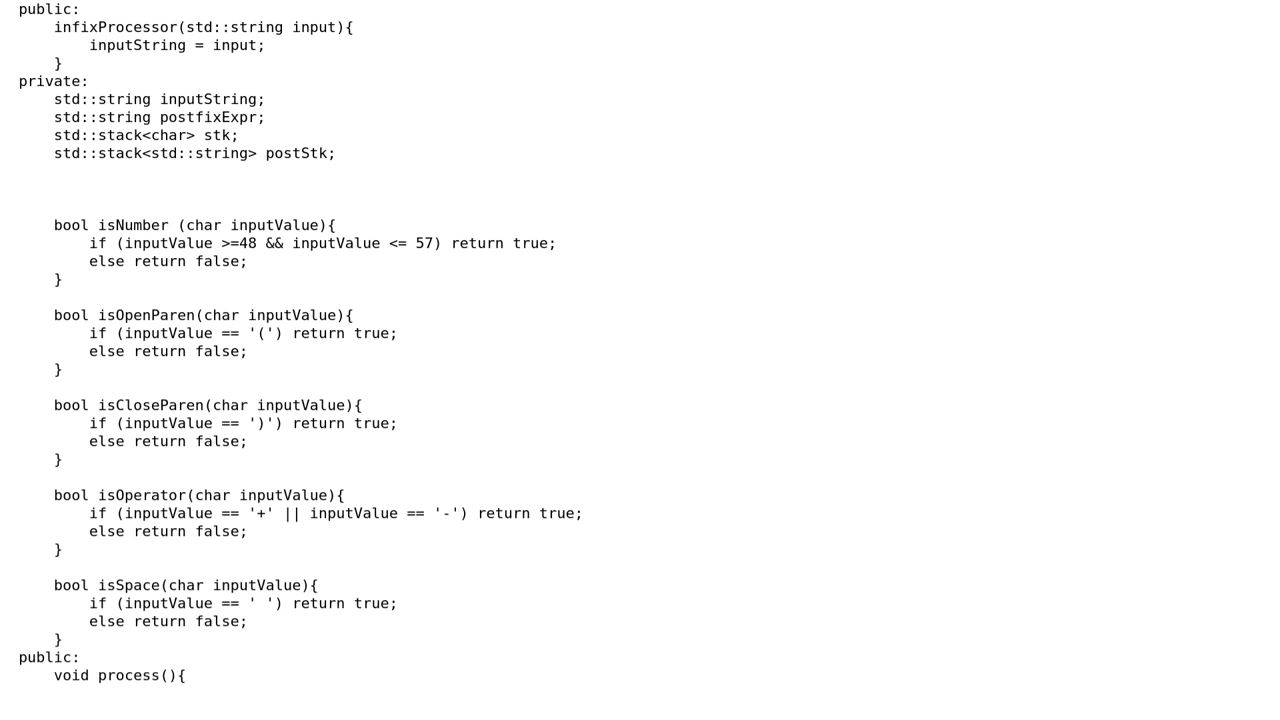 public:
    infixProcessor(std::string input){
        inputString = input;
    }
private:
    std::string inputString;
    std::string postfixExpr;
    std::stack<char> stk;
    std::stack<std::string> postStk;

    bool isNumber (char inputValue){
        if (inputValue >=48 && inputValue <= 57) return true;
        else return false;
    }

    bool isOpenParen(char inputValue){
        if (inputValue == '(') return true;
        else return false;
    }

    bool isCloseParen(char inputValue){
        if (inputValue == ')') return true;
        else return false;
    }

    bool isOperator(char inputValue){
        if (inputValue == '+' || inputValue == '-') return true;
        else return false;
    }

    bool isSpace(char inputValue){
        if (inputValue == ' ') return true;
        else return false;
    }
public:
    void process(){